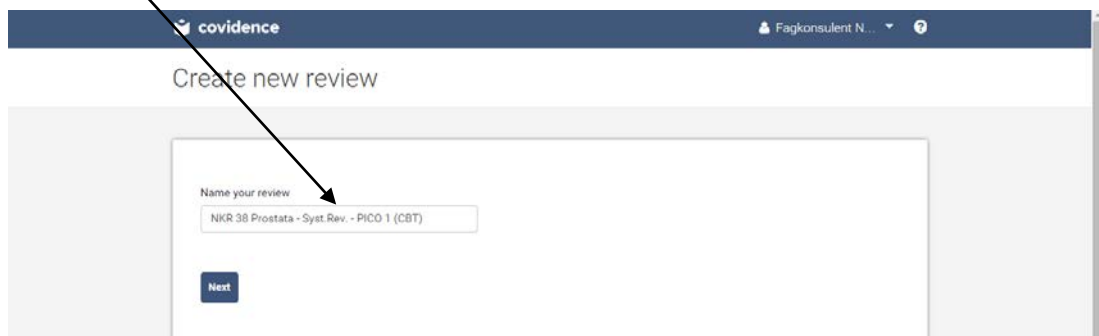 covidence
Fagkonsulent N...
Create new review
Name your review
NKR 38 Prostata - Syst.Rev. - PICO 1 (CBT)
Next